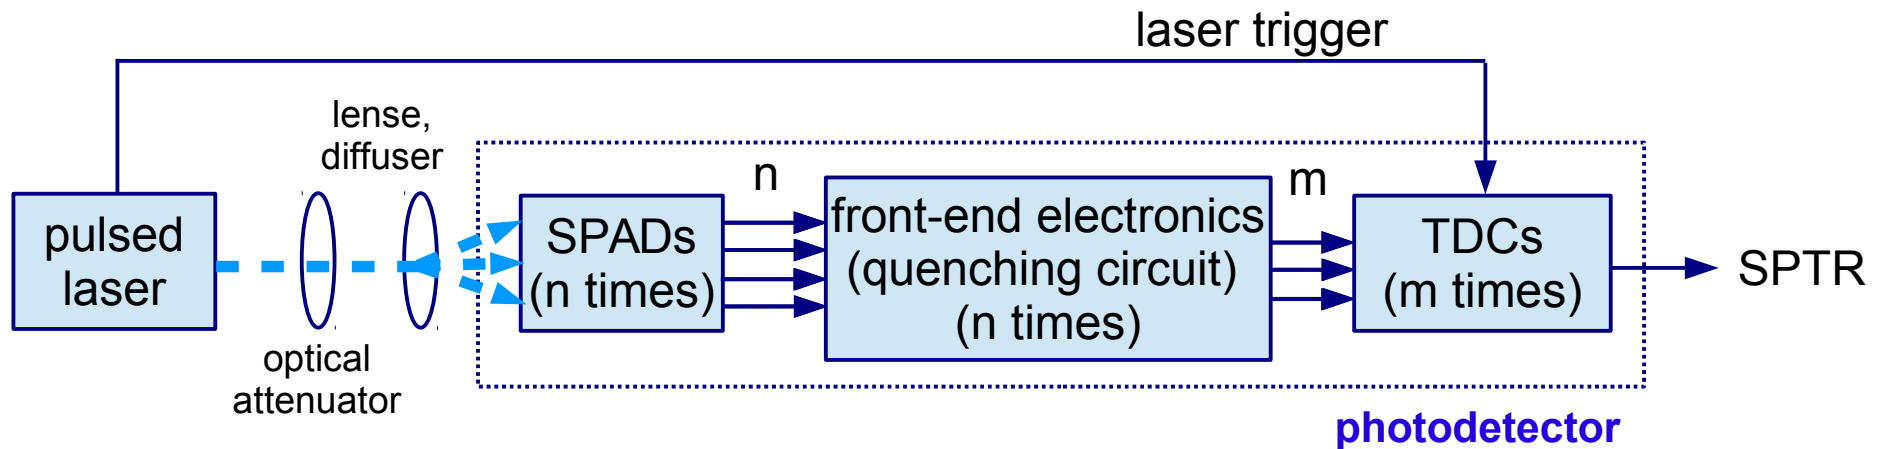 laser trigger
lense,
diffuser
pulsed
laser
optical
attenuator
SPADs
(n times)
n
front-end electronics
(quenching circuit)
(n times)
m
TDCs
(m times)
SPTR
photodetector